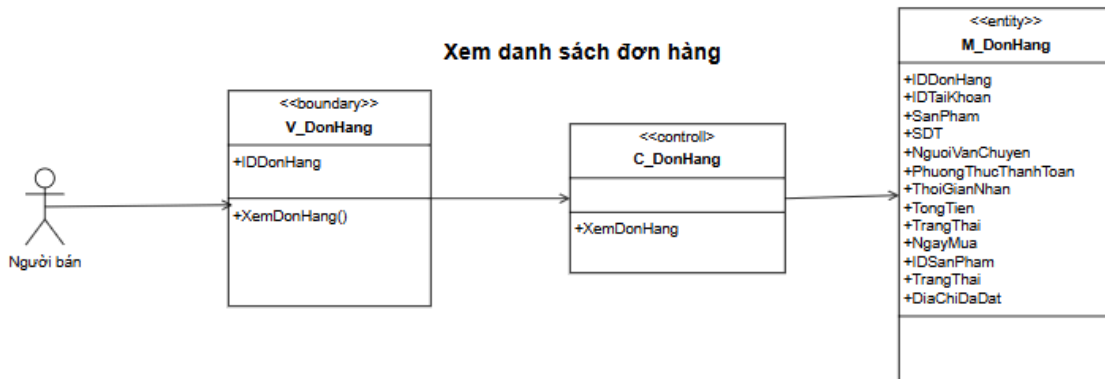 Xem danh sách đơn hàng
Người bán
<<boundary>>
V_DonHang
+IDDonHang
+XemDonHang()
<<controll>
C_DonHang
+XemDonHang
<<entity>>
M_DonHang
+IDDonHang
+IDTaiKhoan
+SanPham
+SDT
+NguoiVanChuyen
+PhuongThucThanhToan
+ThoiGianNhan
+TongTien
+TrangThai
+NgayMua
+IDSanPham
+TrangThai
+DiaChiDaDat